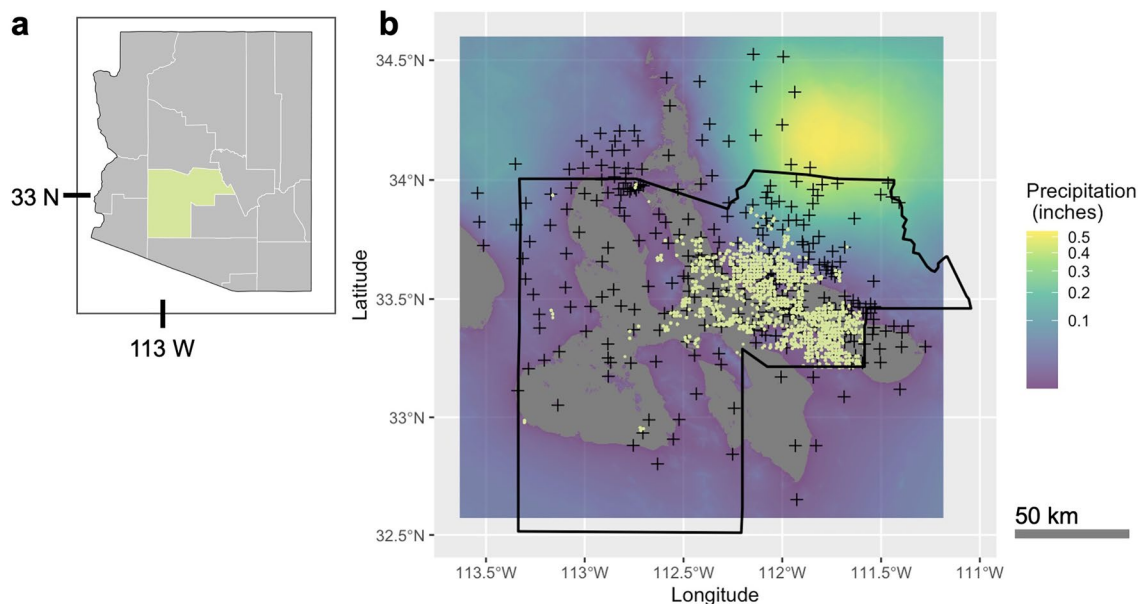 a
33 N
113 W
b
34.5°N
34°N
33.5°N
33°N
32.5°N
Latitude
113.5°W 113°W 112.5°W 112°W 111.5°W 111°W
Longitude
Precipitation
(inches)
0.5
0.4
0.3
0.2
0.1
50 km